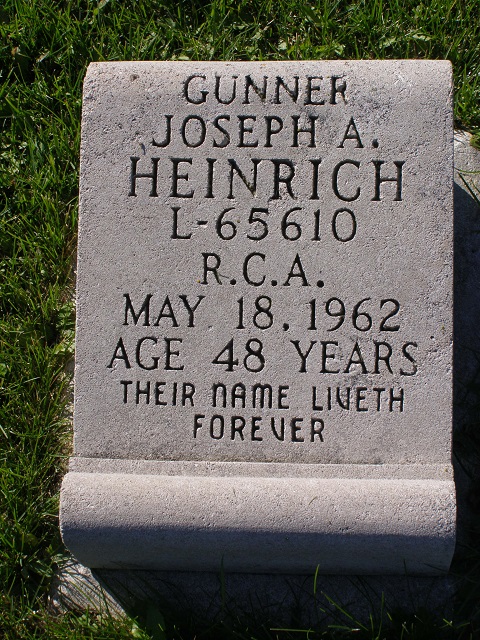 GUNNER
JOSEPH A.
HEINRICH
L-65610
R.C.A.
MAY 18, 1962
AGE 48 YEARS
THEIR NAME LIVETH
FOREVER